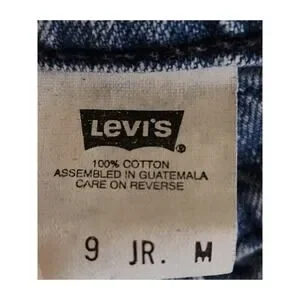 LEVI'S
100% COTTON
ASSEMBLED IN GUATEMALA
CARE ON REVERSE
9 JR. M